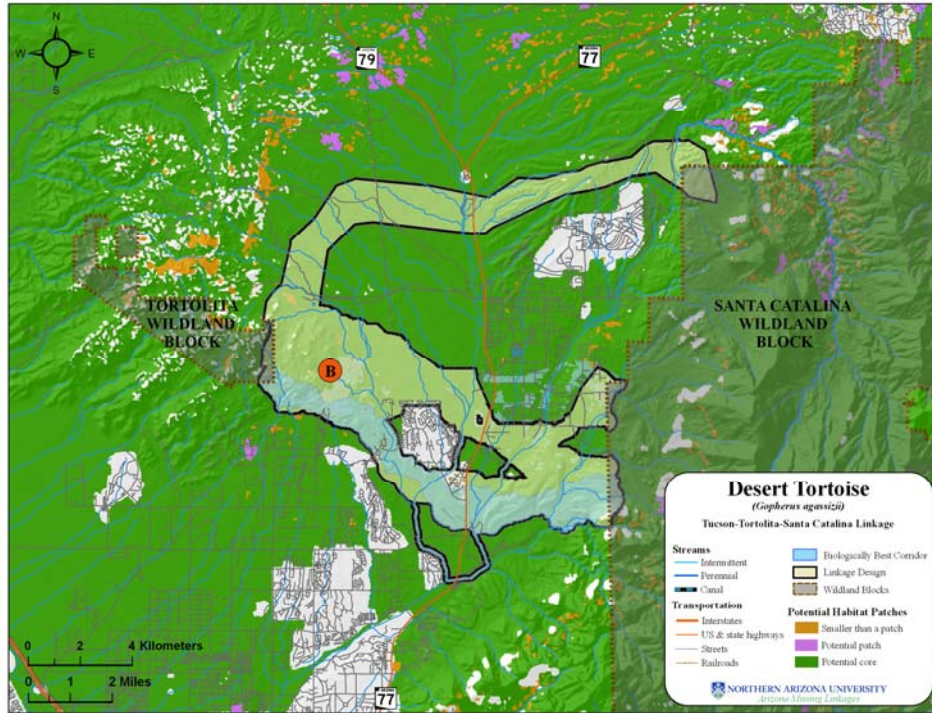 N
W E
S
79
77
TORTOLITA
WILDLAND
BLOCK
SANTA CATALINA
WILDLAND
BLOCK
B
Desert Tortoise
(Gopherus agassizii)
Tucson-Tortolita-Santa Catalina Linkage
Streams
Intermittent
Perennial
Canal
Transportation
Interstates
US & state highways
Streets
Railroads
Biologically Best Corridor
Linkage Design
Wildland Blocks
Potential Habitat Patches
Smaller than a patch
Potential patch
Potential core
NORTHERN ARIZONA UNIVERSITY
Arizona Missing Linkages
0 2 4 Kilometers
0 1 2 Miles
77